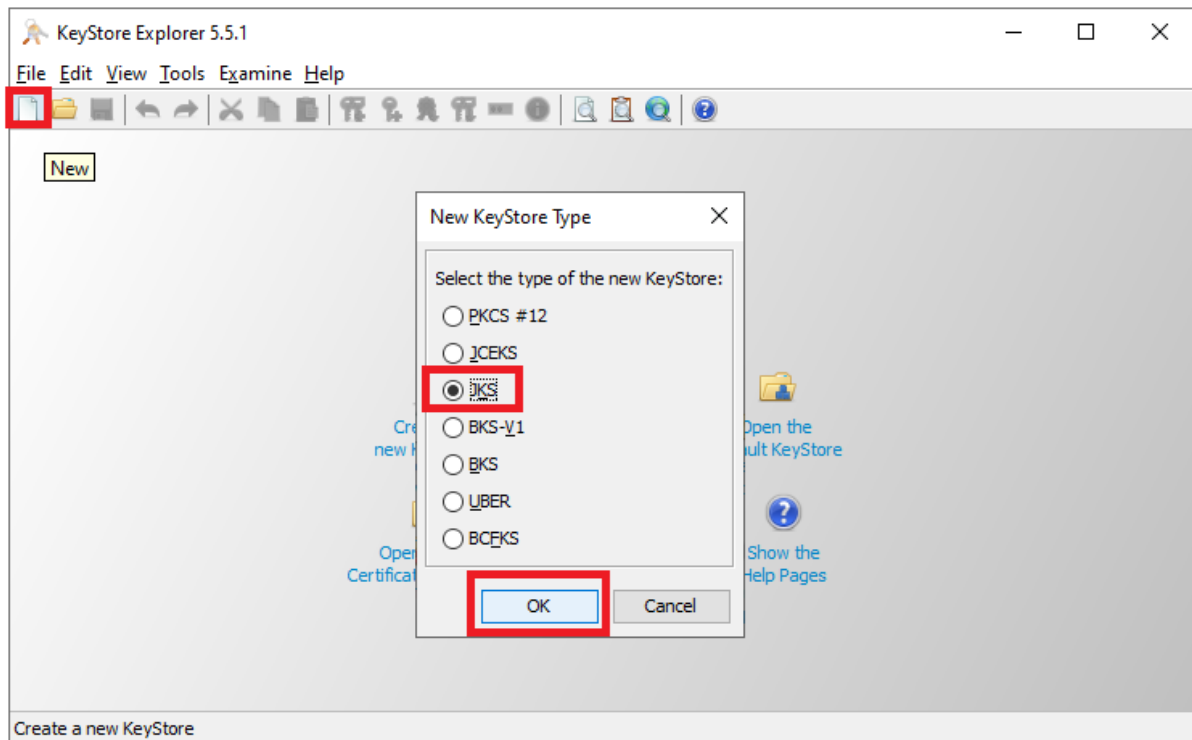 KeyStore Explorer 5.5.1
File Edit View Tools Examine Help
New
New KeyStore Type
Select the type of the new KeyStore:
PKCS #12
JCEKS
JKS
BKS-V1
BKS
UBER
BCFKS
OK Cancel
Open the
KeyStore
Show the
Help Pages
Create a new KeyStore